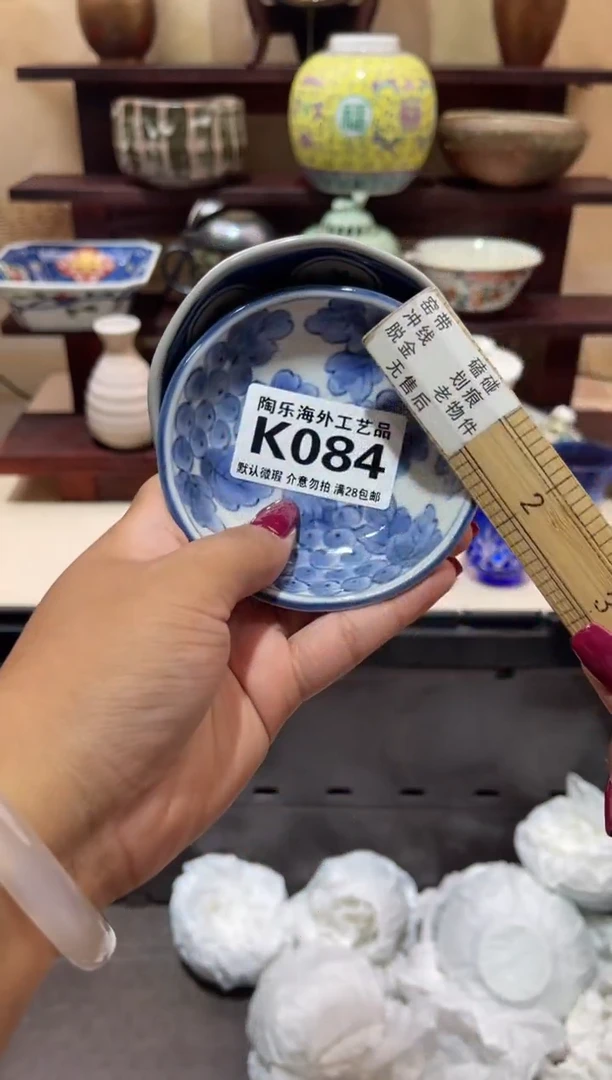 陶乐海外工艺品
K084
默认微瑕 介意勿拍 满28包邮
窑带 磕碰
冲线 划痕
脱金 老物件
无售后
2
3